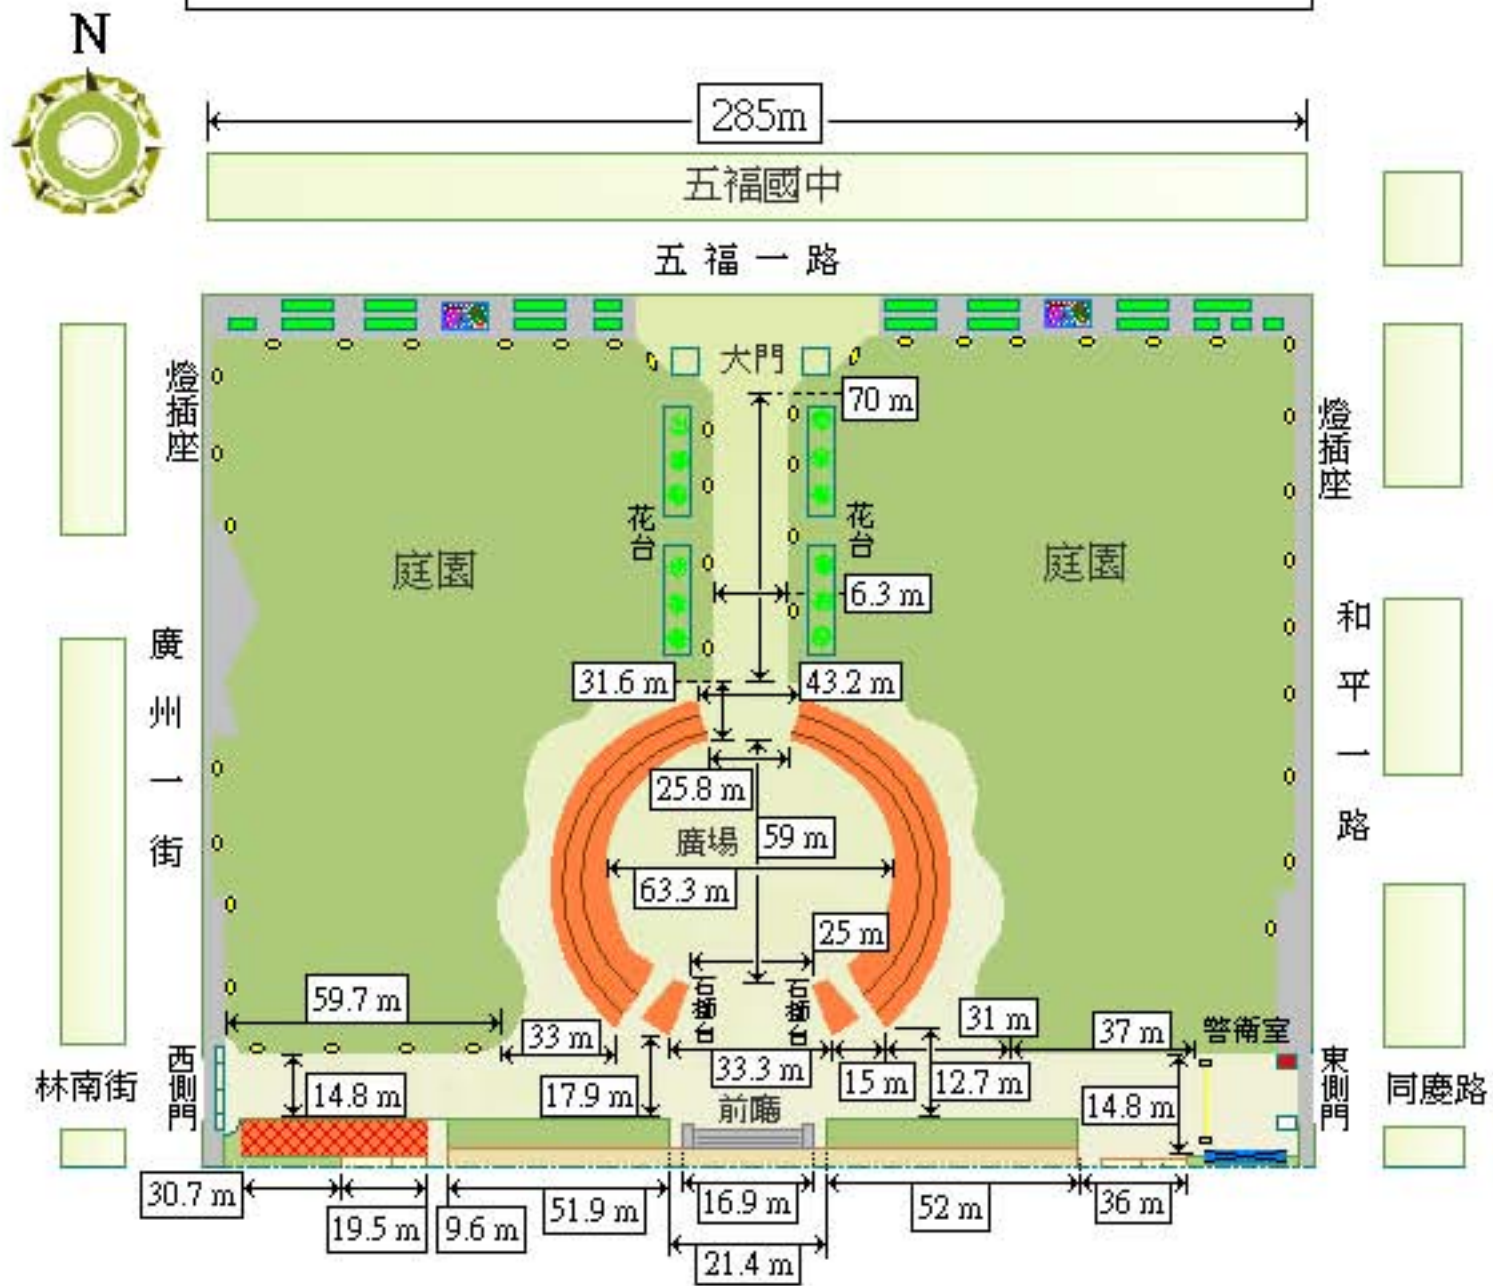 N
285m
五福國中
五福一路
大門
燈插座
燈插座
70 m
花台
花台
庭園
庭園
6.3 m
和平一路
廣州一街
31.6 m
43.2 m
25.8 m
廣場
59 m
63.3 m
25 m
石獅台
石獅台
59.7 m
33 m
31 m
37 m
警衛室
西側門
東側門
林南街
同慶路
14.8 m
17.9 m
33.3 m
15 m
12.7 m
14.8 m
前廳
30.7 m
19.5 m
9.6 m
51.9 m
16.9 m
52 m
36 m
21.4 m